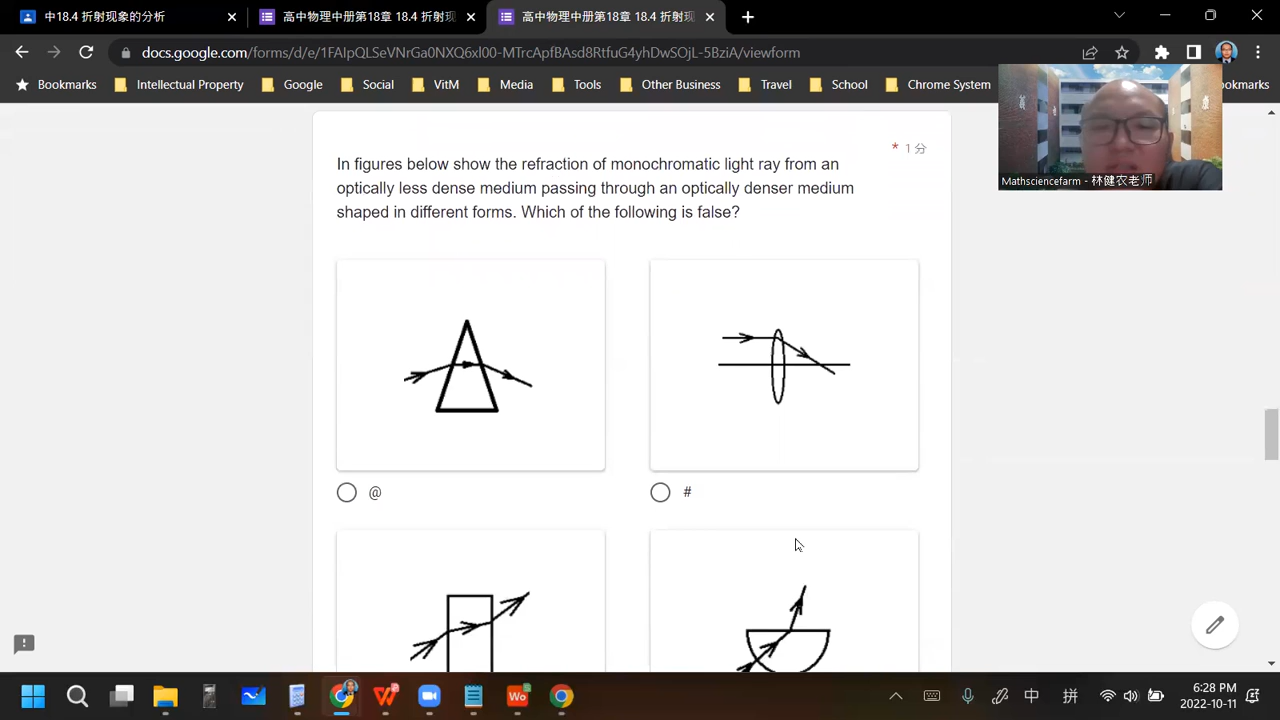 中18.4 折射现象的分析
高中物理中册第18章 18.4 折射现
高中物理中册第18章 18.4 折射现
docs.google.com/forms/d/e/1FAIpQLSeVNrGa0NXQ6xl00-MTrcApfBAsd8RtfuG4yhDwSOjL-5BziA/viewform
Bookmarks
Intellectual Property
Google
Social
YIIM
Media
Tools
Other Business
Travel
School
Chrome System
okmarks
Mathsciencefarm - 林健农老师
* 1 分
In figures below show the refraction of monochromatic light ray from an
optically less dense medium passing through an optically denser medium
shaped in different forms. Which of the following is false?
@
#
中
拼
6:28 PM
2022-10-11